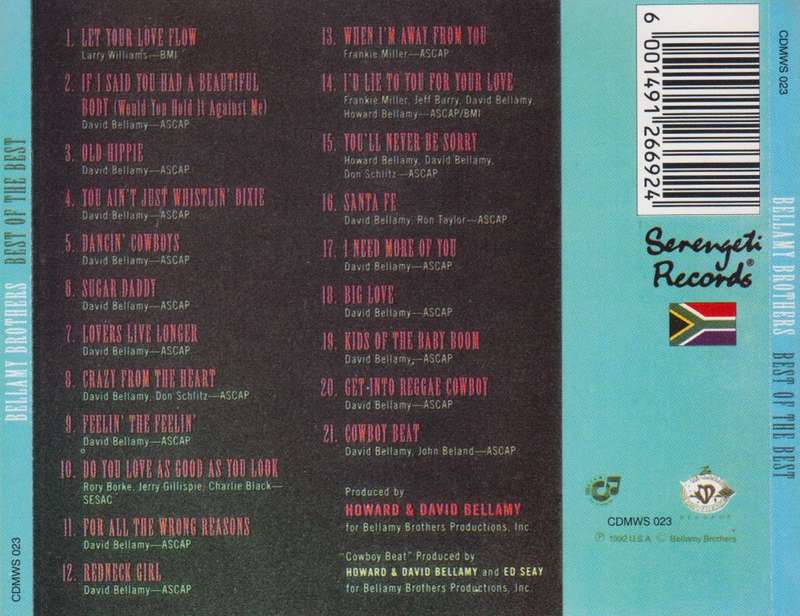 BELLAMY BROTHERS BEST OF THE BEST
CDMWS 023
1. LET YOUR LOVE FLOW
Larry Williams—BMI
2. IF I SAID YOU HAD A BEAUTIFUL
BODY (Would You Hold It Against Me)
David Bellamy—ASCAP
3. OLD HIPPIE
David Bellamy—ASCAP
4. YOU AIN'T JUST WHISTLIN' DIXIE
David Bellamy—ASCAP
5. DANCIN' COWBOYS
David Bellamy—ASCAP
6. SUGAR DADDY
David Bellamy—ASCAP
7. LOVERS LIVE LONGER
David Bellamy—ASCAP
8. CRAZY FROM THE HEART
David Bellamy, Don Schlitz—ASCAP
9. FEELIN' THE FEELIN'
David Bellamy—ASCAP
10. DO YOU LOVE AS GOOD AS YOU LOOK
Rory Borke, Jerry Gillispie, Charlie Black—
SESAC
11. FOR ALL THE WRONG REASONS
David Bellamy—ASCAP
12. REDNECK GIRL
David Bellamy—ASCAP
13. WHEN I'M AWAY FROM YOU
Frankie Miller—ASCAP
14. I'D LIE TO YOU FOR YOUR LOVE
Frankie Miller, Jeff Barry, David Bellamy,
Howard Bellamy—ASCAP/BMI
15. YOU'LL NEVER BE SORRY
Howard Bellamy, David Bellamy,
Don Schlitz—ASCAP
16. SANTA FE
David Bellamy, Ron Taylor—ASCAP
17. I NEED MORE OF YOU
David Bellamy—ASCAP
18. BIG LOVE
David Bellamy—ASCAP
19. KIDS OF THE BABY BOOM
David Bellamy—ASCAP
20. GET-INTO REGGAE COWBOY
David Bellamy—ASCAP
21. COWBOY BEAT
David Bellamy, John Beland—ASCAP
Produced by
HOWARD & DAVID BELLAMY
for Bellamy Brothers Productions, Inc.
"Cowboy Beat" Produced by
HOWARD & DAVID BELLAMY and ED SEAY
for Bellamy Brothers Productions, Inc.
6 001491 266924
Serengeti
Records®
CDMWS 023
℗ 1992 U.S.A. © Bellamy Brothers
CDMWS 023
BELLAMY BROTHERS BEST OF THE BEST